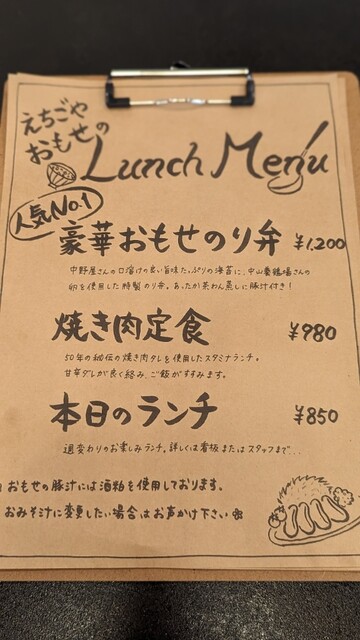 えちごや
おもせの
Lunch Menu
人気No.1
豪華おもせのり弁 ¥1,200
中野屋さんの口溶けの良い旨味たっぷりの海苔に、中山養鶏場さんの
卵を使用した特製のり弁。あったか茶わん蒸しに豚汁付き!
焼き肉定食 ¥980
50年の秘伝の焼き肉タレを使用したスタミナランチ。
甘辛ダレが良く絡み、ご飯がすすみます。
本日のランチ ¥850
週変わりのお楽しみランチ。詳しくは看板またはスタッフまで...
おもせの豚汁には酒粕を使用しております。
おみそ汁に変更したい場合はお声かけ下さい